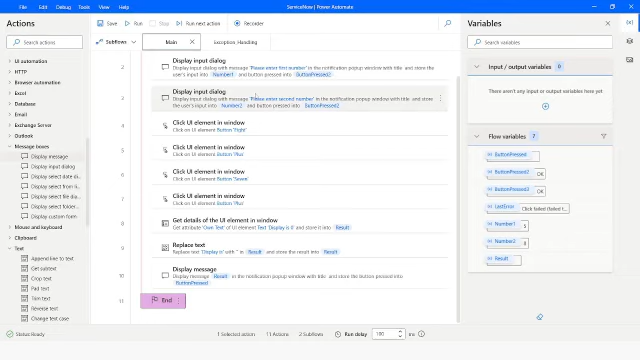 ServiceNow | Power Automate
File Edit Debug Tools View Help
Actions
Save Run Stop Run next action Recorder
Search actions
Subflows Main Exception_Handling
UI automation
HTTP
Browser automation
Excel
Database
Email
Exchange Server
Outlook
Message boxes
Display message
Display input dialog
Display select date di...
Display select from li...
Display select file dia...
Display select folder...
Display custom form
Mouse and keyboard
Clipboard
Text
Append line to text
Get subtext
Crop text
Pad text
Trim text
Reverse text
Change text case
2 Display input dialog
Display input dialog with message 'Please enter first number' in the notification popup window with title and store the
user's input into Number1 and button pressed into ButtonPressed2
3 Display input dialog
Display input dialog with message 'Please enter second number' in the notification popup window with title and store
the user's input into Number2 and button pressed into ButtonPressed3
4 Click UI element in window
Click on UI element Button 'Eight'
5 Click UI element in window
Click on UI element Button 'Plus'
6 Click UI element in window
Click on UI element Button 'Seven'
7 Click UI element in window
Click on UI element Button 'Plus'
8 Get details of the UI element in window
Get attribute 'Own Text' of UI element Text 'Display is 0' and store it into Result
9 Replace text
Replace text 'Display is' with '' in Result and store the result into Result
10 Display message
Display message Result in the notification popup window with title and store the button pressed into
ButtonPressed
11 End
Variables
Search variables
Input / output variables 0
There aren't any input or output variables here yet
Flow variables 7
(x) ButtonPressed
(x) ButtonPressed2 OK
(x) ButtonPressed3 OK
(x) LastError Click failed (failed t...
(x) Number1 5
(x) Number2 8
(x) Result
Status: Ready 1 Selected action 11 Actions 2 Subflows Run delay 100 ms